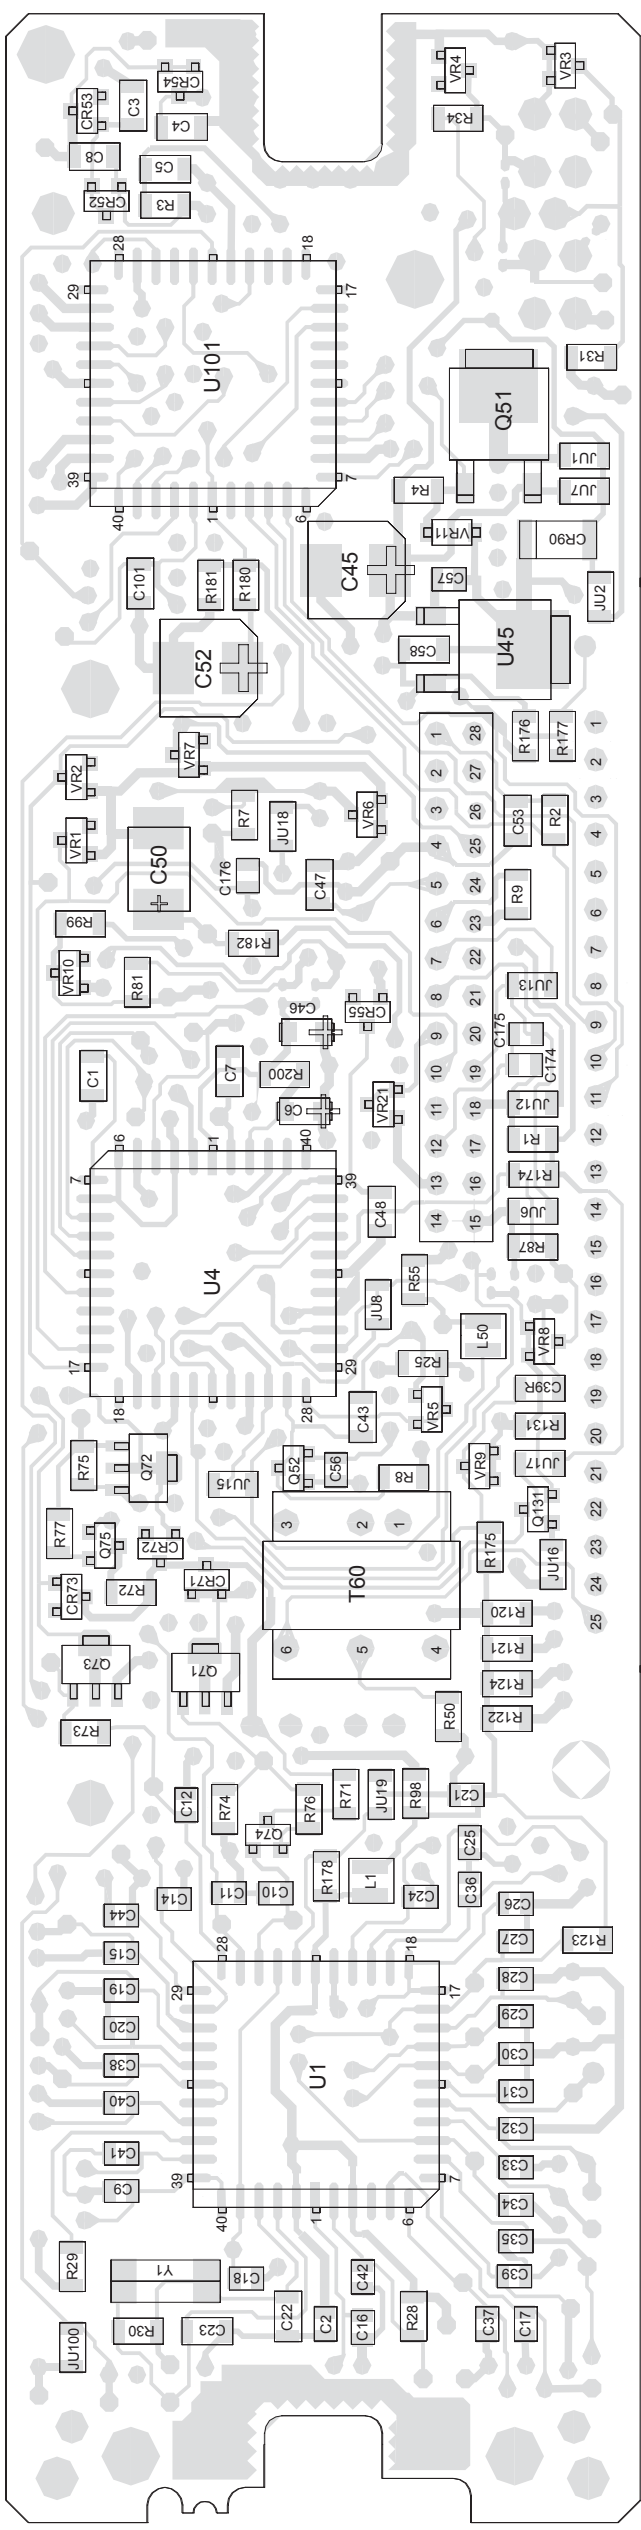 CR54
CR53
C3
C4
C8
C5
CR52
R3
VR4
VR3
R34
28
18
29
17
U101
39
7
40
1
6
R31
Q51
JU1
JU7
R4
VR11
CR90
C45
C57
JU2
C101
R181
R180
C58
U45
C52
R176
R177
VR2
VR7
VR1
R7
JU18
VR6
C53
R2
C50
C176
C47
R9
R99
R182
VR10
R81
JU13
C46
CR55
C175
C1
C7
R200
C174
C6
VR21
JU12
R1
R174
JU6
R87
1 28
2 27
3 26
4 25
5 24
6 23
7 22
8 21
9 20
10 19
11 18
12 17
13 16
14 15
1
2
3
4
5
6
7
8
9
10
11
12
13
14
15
16
17
18
19
20
21
22
23
24
25
6
1
40
7
39
U4
17
29
18
28
C48
R55
JU8
L50
VR8
R25
C39R
C43
VR5
R131
R75
Q72
Q52
C56
R8
VR9
JU17
JU15
Q131
R77
Q75
CR72
R175
JU16
3
2
1
T60
6
5
4
CR73
R72
CR71
R120
R121
Q73
Q71
R124
R122
R50
R73
C12
R74
R76
R71
JU19
R98
C21
Q74
C25
R178
L1
C36
C14
C11
C10
C24
C26
C44
C27
R123
C15
C28
C19
C29
C20
C30
C38
C31
C40
C32
C41
C33
C9
C34
C35
C39
28
18
29
17
U1
39
7
40
1
6
R29
Y1
C18
C42
JU100
R30
C23
C22
C2
C16
R28
C37
C17